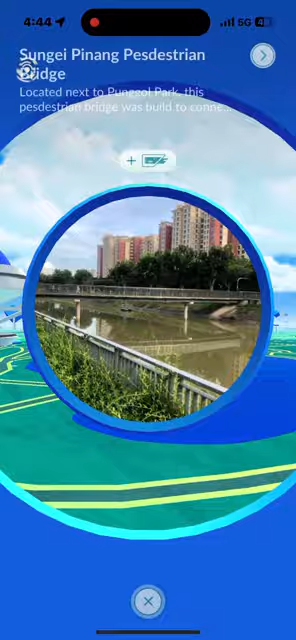 4:44
5G 4
Sungei Pinang Pesdestrian
Bridge
Located next to Punggol Park, this
pesdestrian bridge was build to conne...